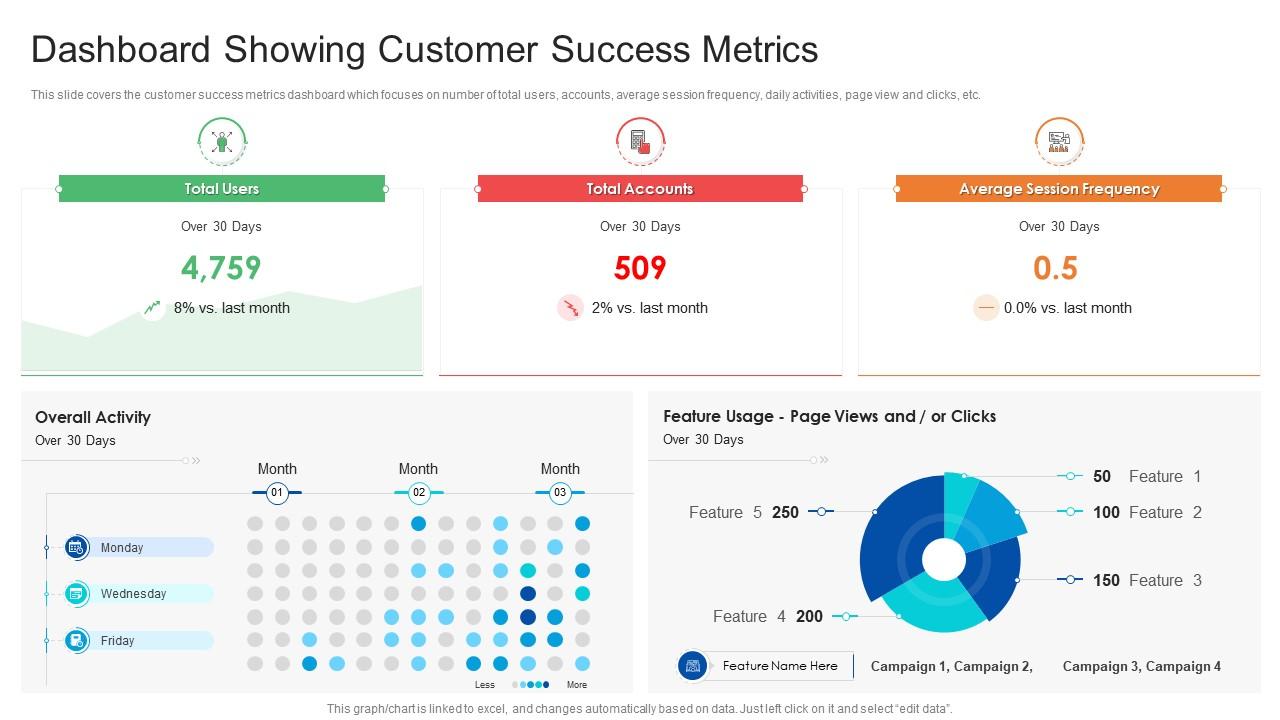 Dashboard Showing Customer Success Metrics
This slide covers the customer success metrics dashboard which focuses on number of total users, accounts, average session frequency, daily activities, page view and clicks, etc.
Total Users
Over 30 Days
4,759
8% vs. last month
Total Accounts
Over 30 Days
509
2% vs. last month
Average Session Frequency
Over 30 Days
0.5
0.0% vs. last month
Overall Activity
Over 30 Days
Month Month Month
01 02 03
Monday
Wednesday
Friday
Less More
Feature Usage - Page Views and / or Clicks
Over 30 Days
50 Feature 1
100 Feature 2
150 Feature 3
Feature 4 200
Feature 5 250
Feature Name Here
Campaign 1, Campaign 2, Campaign 3, Campaign 4
This graph/chart is linked to excel, and changes automatically based on data. Just left click on it and select “edit data”.